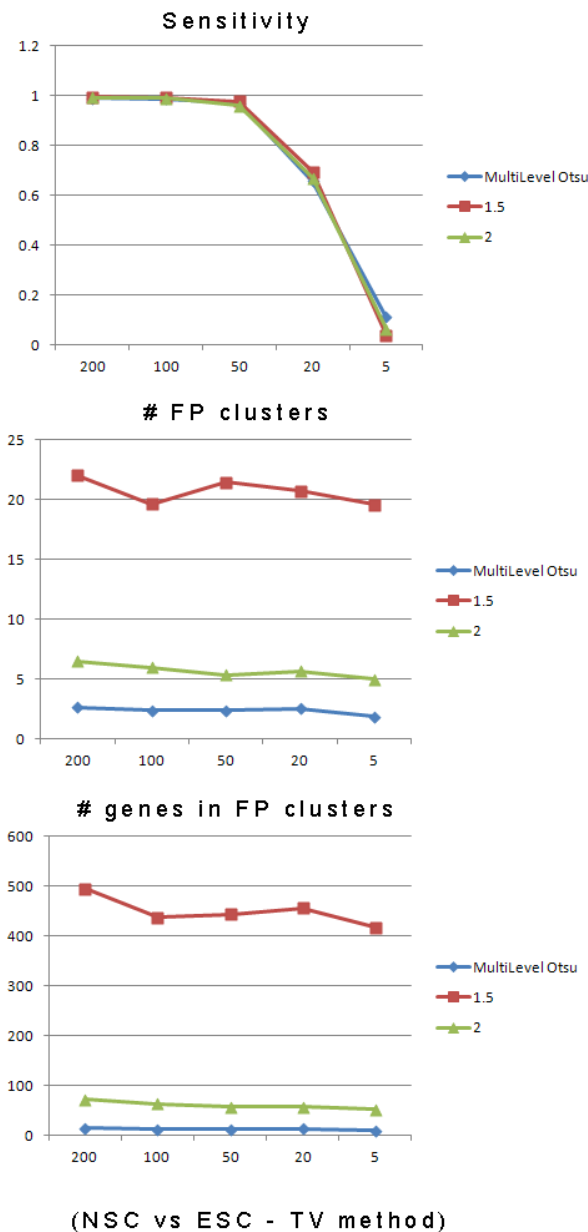 Sensitivity
1.2
1
0.8
0.6
0.4
0.2
0
200 100 50 20 5
MultiLevel Otsu
1.5
2
# FP clusters
25
20
15
10
5
0
200 100 50 20 5
MultiLevel Otsu
1.5
2
# genes in FP clusters
600
500
400
300
200
100
0
200 100 50 20 5
MultiLevel Otsu
1.5
2
(NSC vs ESC - TV method)